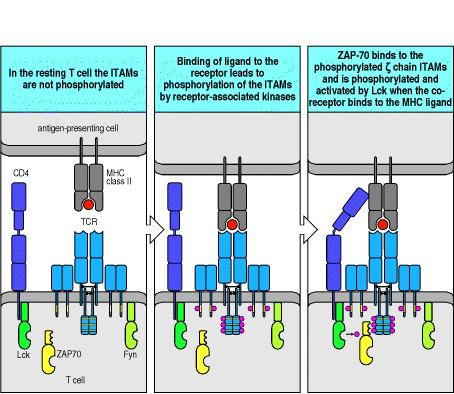 In the resting T cell the ITAMs
are not phosphorylated
Binding of ligand to the
receptor leads to
phosphorylation of the ITAMs
by receptor-associated kinases
ZAP-70 binds to the
phosphorylated ζ chain ITAMs
and is phosphorylated and
activated by Lck when the co-
receptor binds to the MHC ligand
antigen-presenting cell
CD4
MHC
class II
TCR
Lck
ZAP70
Fyn
T cell